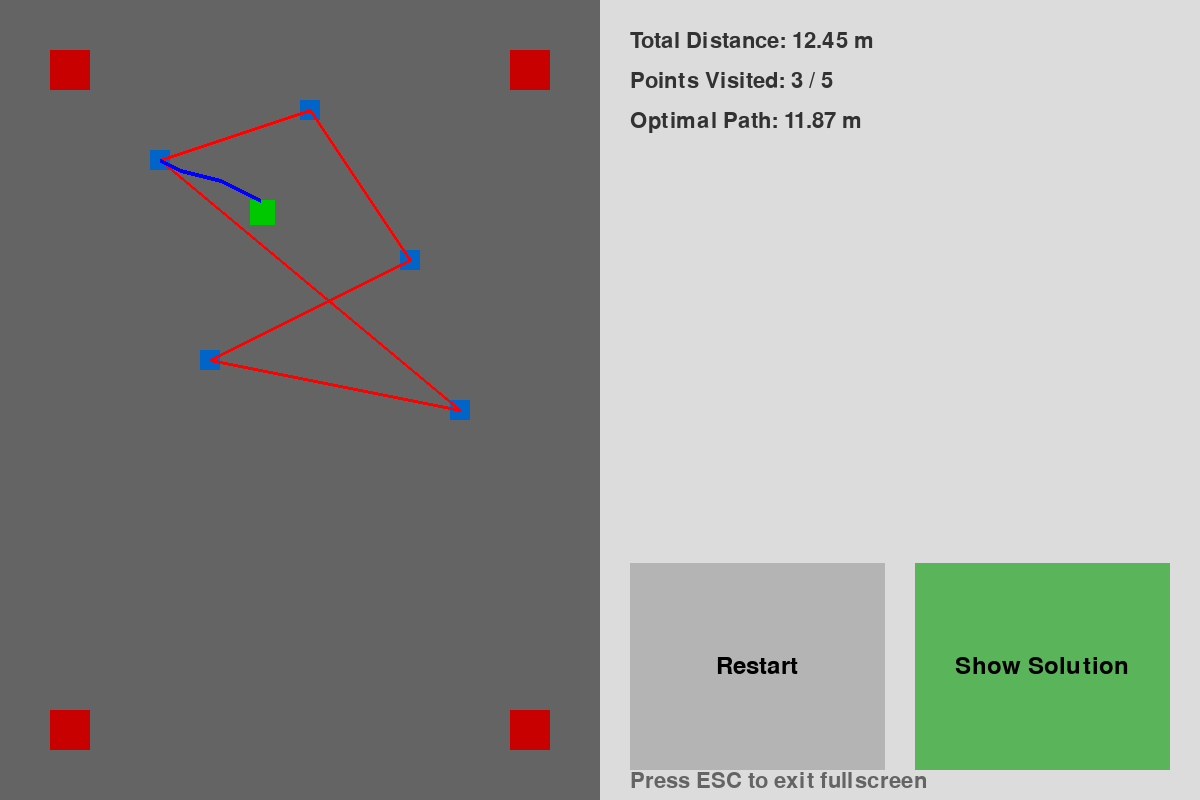 Total Distance: 12.45 m
Points Visited: 3 / 5
Optimal Path: 11.87 m
Restart
Show Solution
Press ESC to exit fullscreen